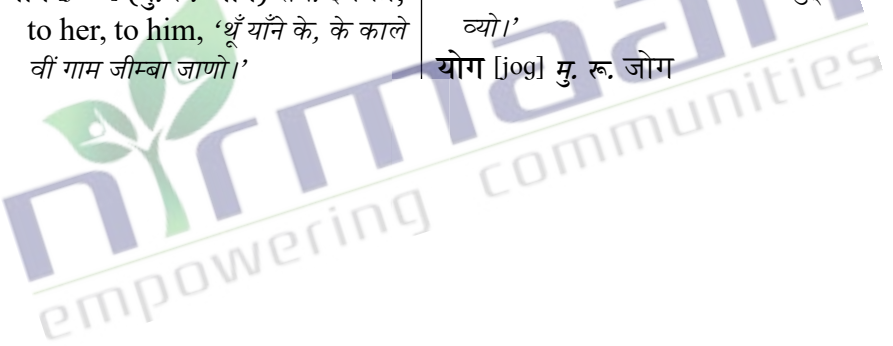 to her, to him, ‘थूँ याँने के, के काले
वीं गाम जीम्बा जाणो।’
व्यो।’
योग [jog] मु. रू. जोग
nirmaan
empowering communities